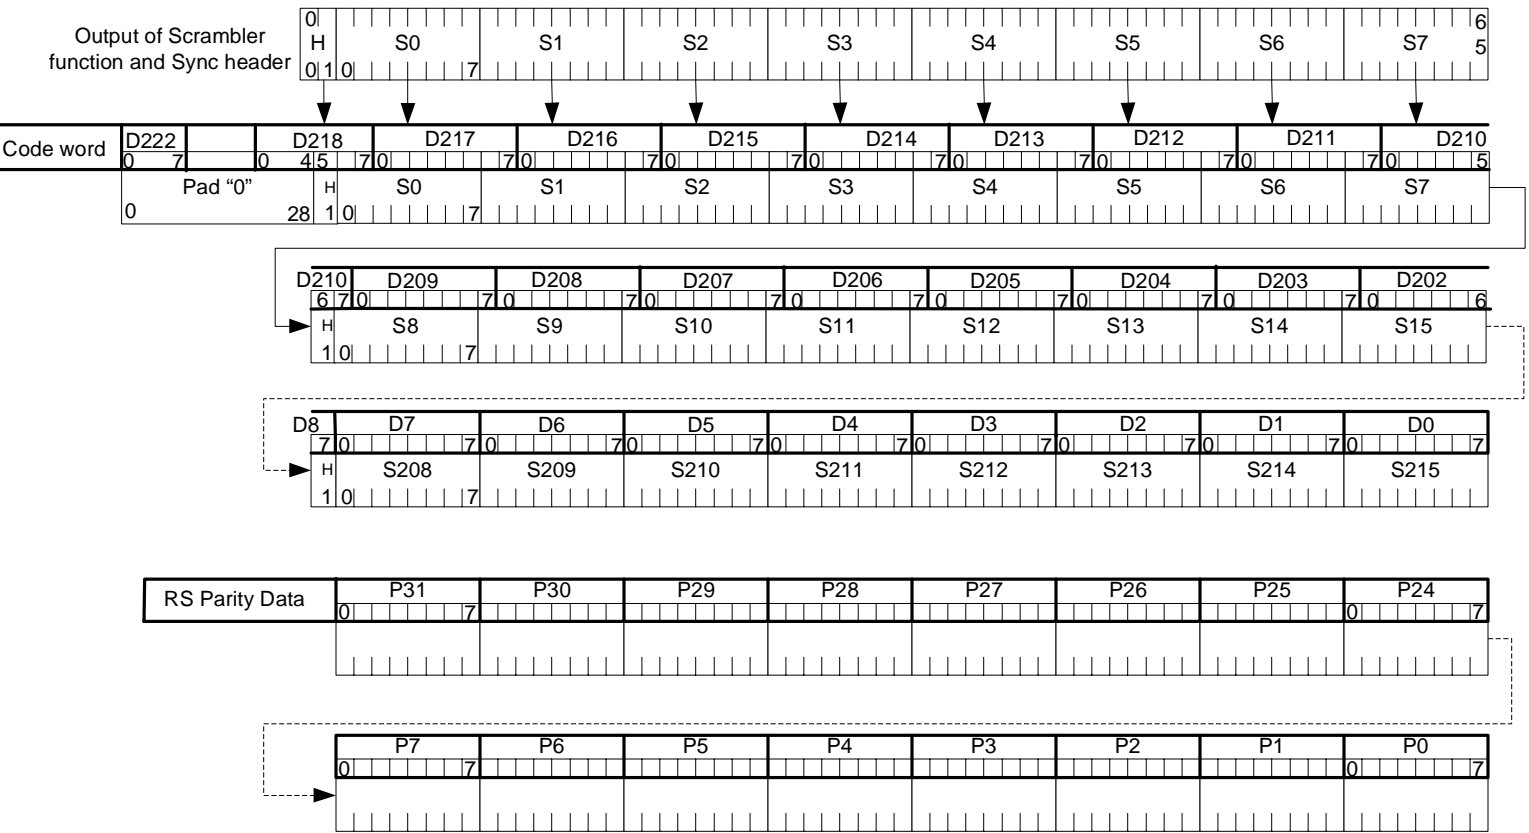 0 6
Output of Scrambler
function and Sync header
H S0 S1 S2 S3 S4 S5 S6 S7 5
0 1 0 7
Code word D222 D218 D217 D216 D215 D214 D213 D212 D211 D210
0 7 0 4 5 7 0 7 0 7 0 7 0 7 0 7 0 7 0 7 0 5
Pad “0” H S0 S1 S2 S3 S4 S5 S6 S7
0 28 1 0 7
D210 D209 D208 D207 D206 D205 D204 D203 D202
6 7 0 7 0 7 0 7 0 7 0 7 0 7 0 7 0 6
H S8 S9 S10 S11 S12 S13 S14 S15
1 0 7
D8 D7 D6 D5 D4 D3 D2 D1 D0
7 0 7 0 7 0 7 0 7 0 7 0 7 0 7 0 7
H S208 S209 S210 S211 S212 S213 S214 S215
1 0 7
RS Parity Data P31 P30 P29 P28 P27 P26 P25 P24
0 7 0 7
P7 P6 P5 P4 P3 P2 P1 P0
0 7 0 7